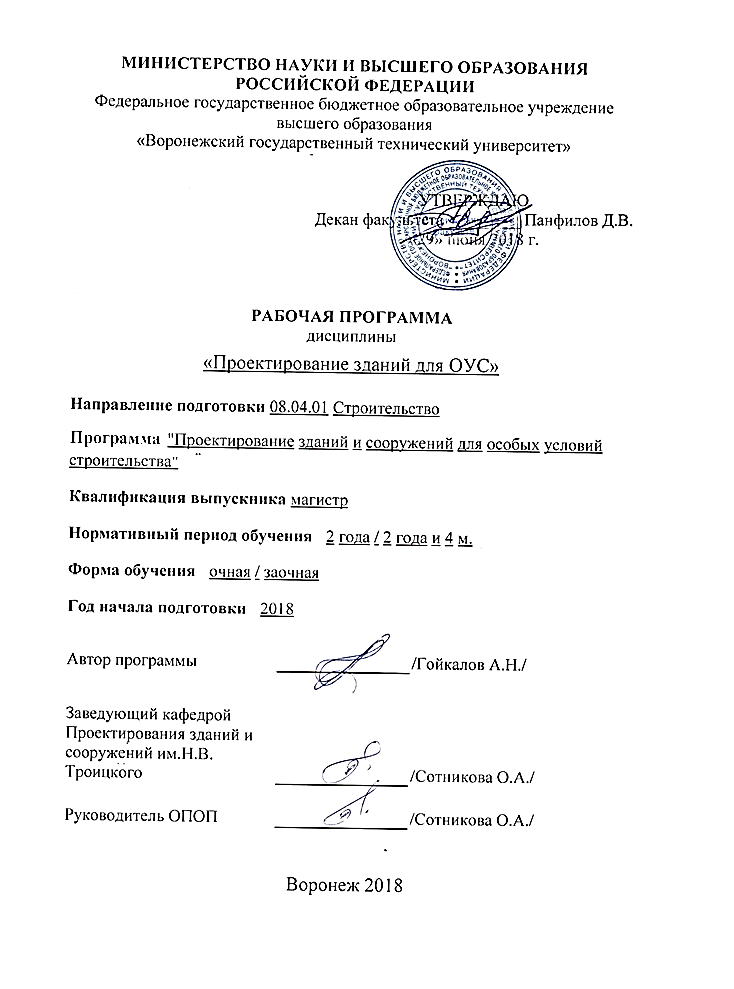 МИНИСТЕРСТВО НАУКИ И ВЫСШЕГО ОБРАЗОВАНИЯ
РОССИЙСКОЙ ФЕДЕРАЦИИ
Федеральное государственное бюджетное образовательное учреждение
высшего образования
«Воронежский государственный технический университет»
УТВЕРЖДАЮ
Декан факультета Панфилов Д.В.
июня 2018 г.
РАБОЧАЯ ПРОГРАММА
дисциплины
«Проектирование зданий для ОУС»
Направление подготовки 08.04.01 Строительство
Программа "Проектирование зданий и сооружений для особых условий
строительства"
Квалификация выпускника магистр
Нормативный период обучения 2 года / 2 года и 4 м.
Форма обучения очная / заочная
Год начала подготовки 2018
Автор программы /Гойкалов А.Н./
Заведующий кафедрой
Проектирования зданий и
сооружений им.Н.В.
Троицкого /Сотникова О.А./
Руководитель ОПОП /Сотникова О.А./
Воронеж 2018